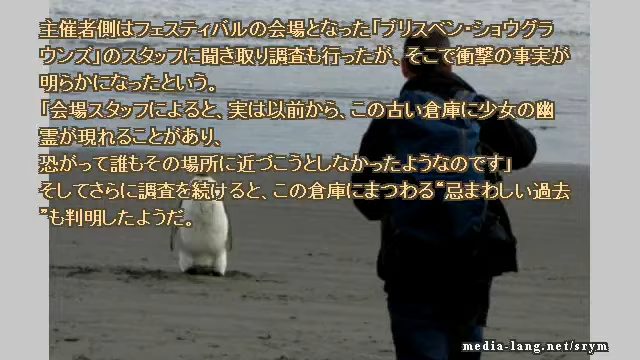 主催者側はフェスティバルの会場となった「ブリスベン・ショウグラ
ウンズ」のスタッフに聞き取り調査も行ったが、そこで衝撃の事実が
明らかになったという。
「会場スタッフによると、実は以前から、この古い倉庫に少女の幽
霊が現れることがあり、
恐がって誰もその場所に近づこうとしなかったようなのです」
そしてさらに調査を続けると、この倉庫にまつわる“忌まわしい過去
”も判明したようだ。
media-lang.net/srym